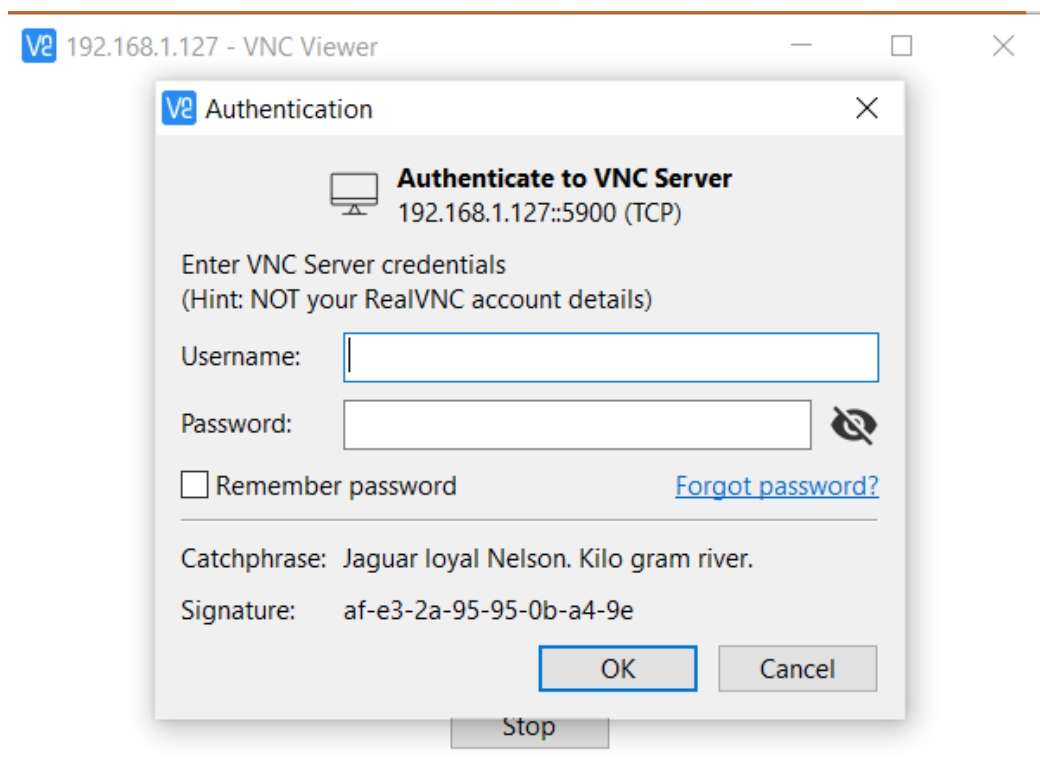 192.168.1.127 - VNC Viewer
Authentication
Authenticate to VNC Server
192.168.1.127::5900 (TCP)
Enter VNC Server credentials
(Hint: NOT your RealVNC account details)
Username:
Password:
Remember password Forgot password?
Catchphrase: Jaguar loyal Nelson. Kilo gram river.
Signature: af-e3-2a-95-95-0b-a4-9e
OK Cancel
Stop